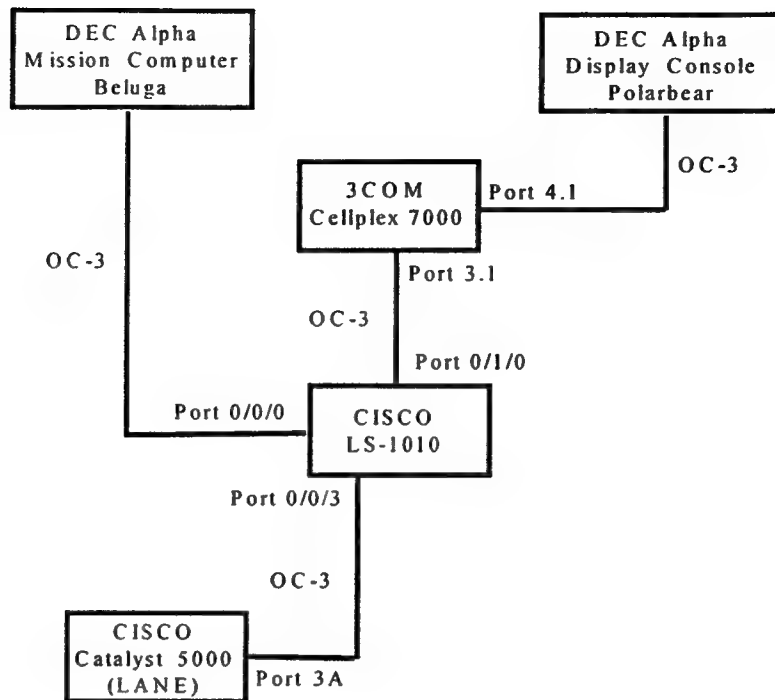 DEC Alpha
Mission Computer
Beluga
DEC Alpha
Display Console
Polarbear
OC-3
3COM
Cellplex 7000
Port 4.1
OC-3
Port 3.1
OC-3
Port 0/1/0
Port 0/0/0
CISCO
LS-1010
Port 0/0/3
OC-3
CISCO
Catalyst 5000
(LANE)
Port 3A